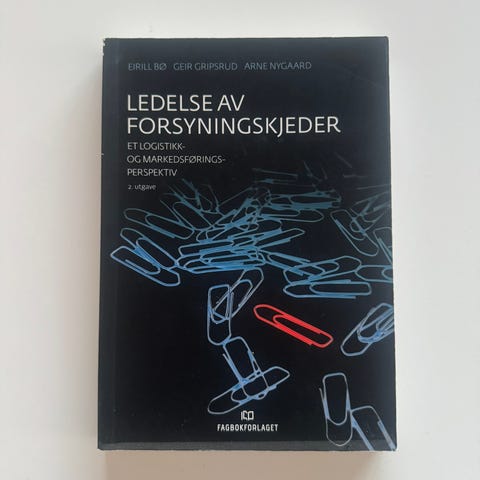 EIRILL BØ GEIR GRIPSRUD ARNE NYGAARD
LEDELSE AV
FORSYNINGSKJEDER
ET LOGISTIKK-
OG MARKEDSFØRINGS-
PERSPEKTIV
2. utgave
FAGBOKFORLAGET